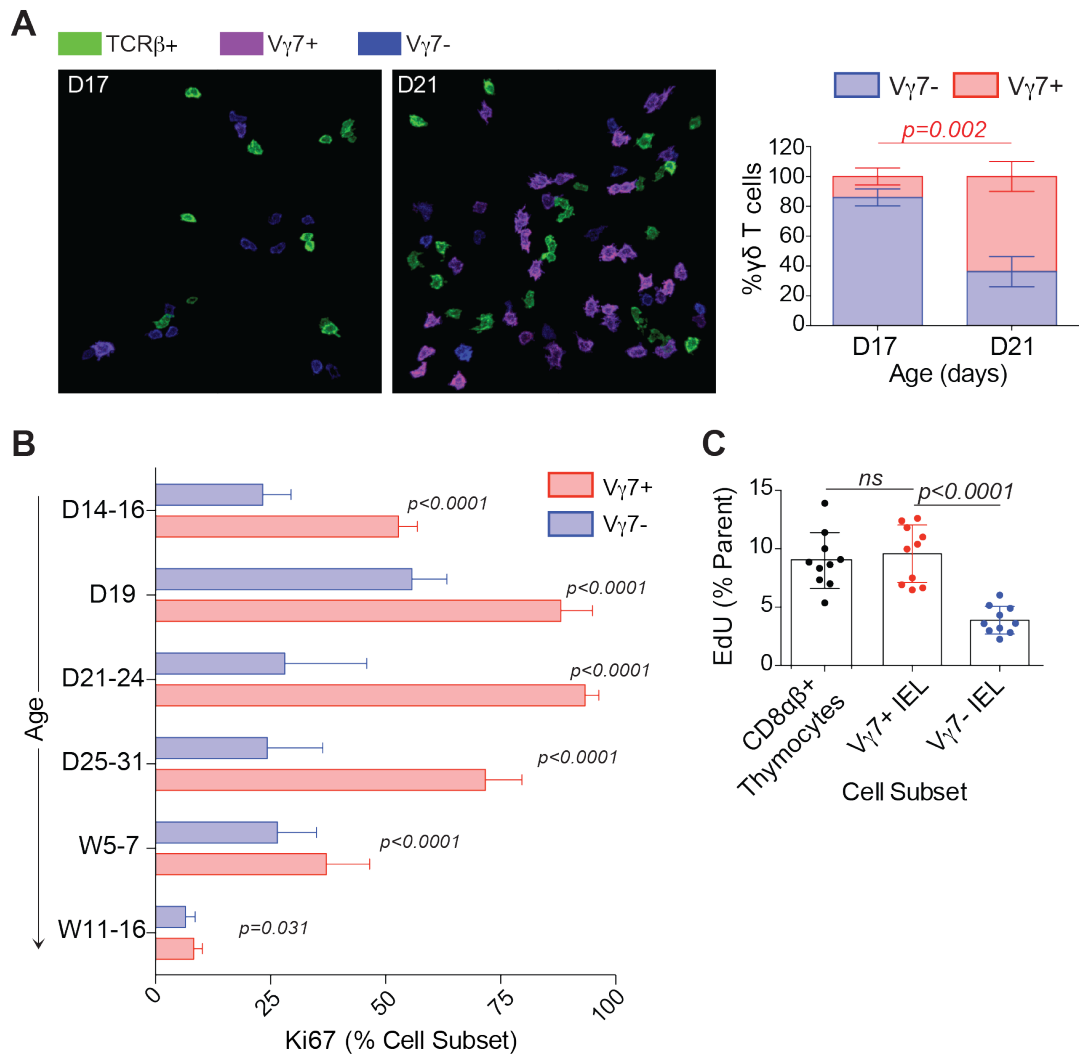 A
TCRβ+ Vγ7+ Vγ7-
D17
D21
Vγ7- Vγ7+
p=0.002
120
100
80
60
40
20
0
%γδ T cells
D17 D21
Age (days)
B
Vγ7+
Vγ7-
Age
D14-16
p<0.0001
D19
p<0.0001
D21-24
p<0.0001
D25-31
p<0.0001
W5-7
p<0.0001
W11-16
p=0.031
0 25 50 75 100
Ki67 (% Cell Subset)
C
ns
p<0.0001
15
10
5
0
EdU (% Parent)
CD8αβ+
Thymocytes
Vγ7+ IEL
Vγ7- IEL
Cell Subset